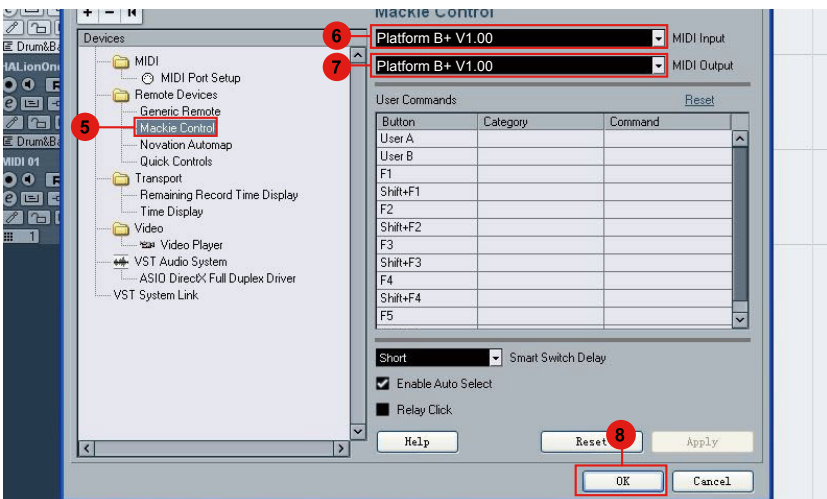 Mackie Control
Devices
MIDI
MIDI Port Setup
Remote Devices
Generic Remote
Mackie Control
Novation Automap
Quick Controls
Transport
Remaining Record Time Display
Time Display
Video
Video Player
VST Audio System
ASIO DirectX Full Duplex Driver
VST System Link
5
6
Platform B+ V1.00
MIDI Input
7
Platform B+ V1.00
MIDI Output
User Commands
Reset
Button Category Command
User A
User B
F1
Shift+F1
F2
Shift+F2
F3
Shift+F3
F4
Shift+F4
F5
Short
Smart Switch Delay
Enable Auto Select
Relay Click
Help
Reset
8
Apply
OK
Cancel
Drum&Ba
HALionOne
Drum&Ba
MIDI 01
1